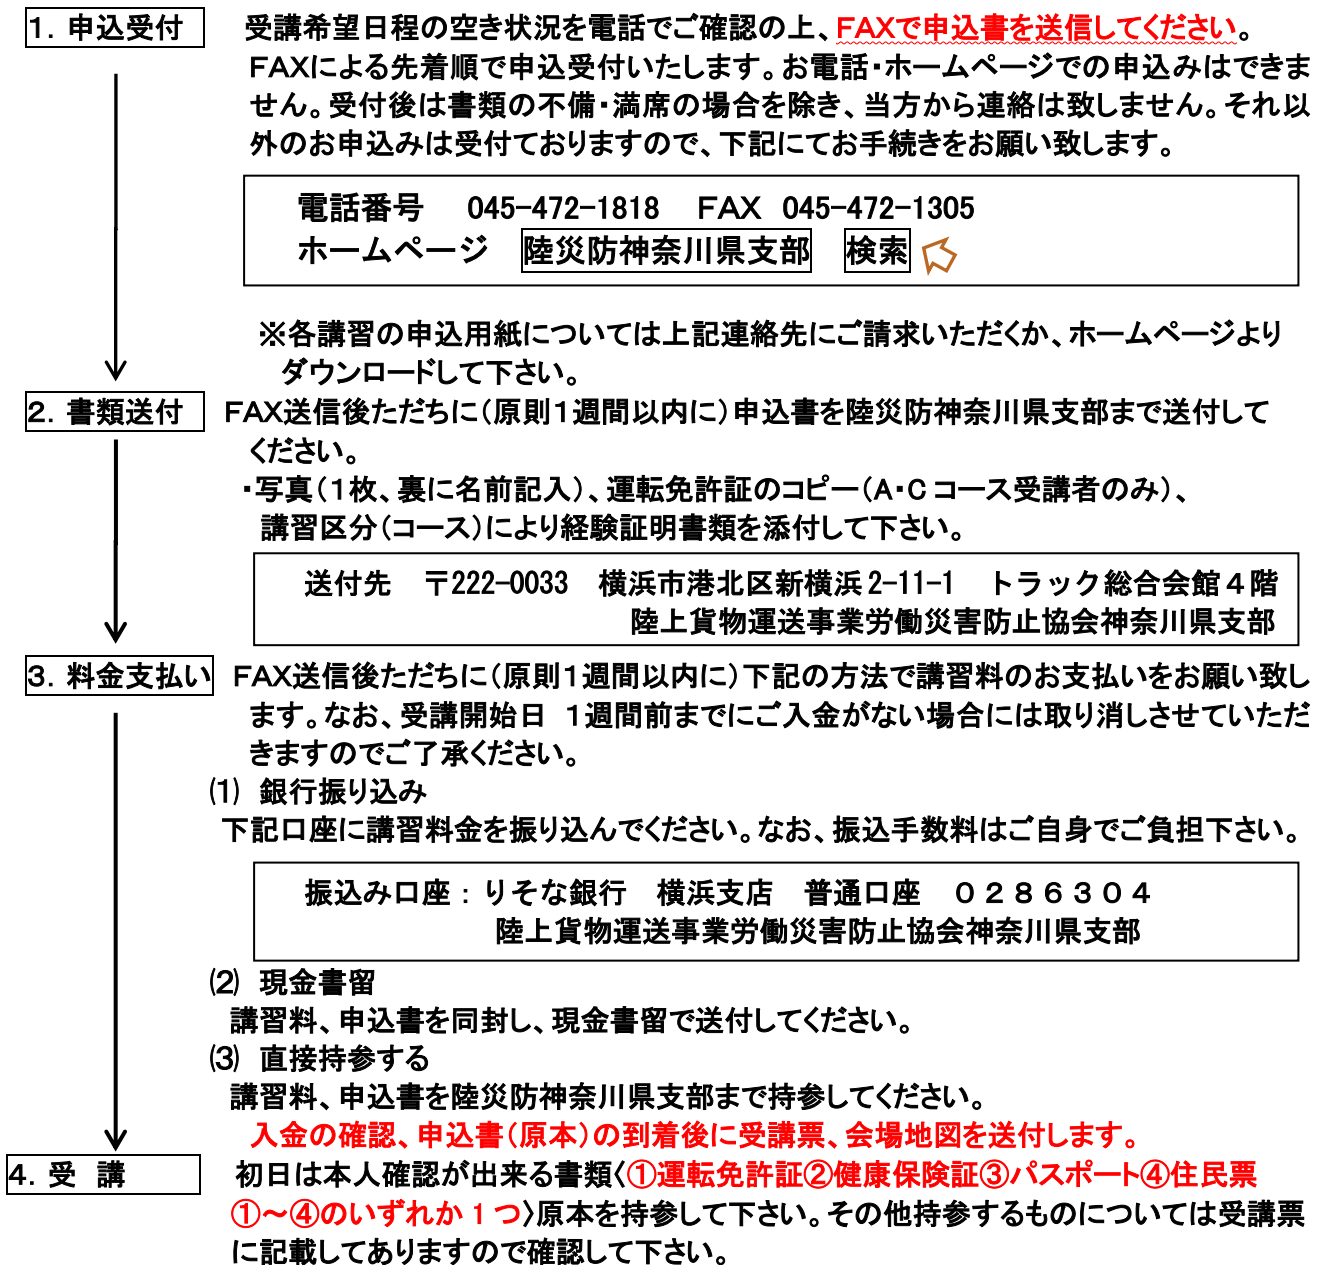 １．申込受付　受講希望日程の空き状況を電話でご確認の上、FAXで申込書を送信してください。
FAXによる先着順で申込受付いたします。お電話・ホームページでの申込みはできま
せん。受付後は書類の不備・満席の場合を除き、当方から連絡は致しません。それ以
外のお申込みは受付ておりますので、下記にてお手続きをお願い致します。
電話番号　045-472-1818　FAX　045-472-1305
ホームページ　陸災防神奈川県支部　検索
※各講習の申込用紙については上記連絡先にご請求いただくか、ホームページより
ダウンロードして下さい。
２．書類送付　FAX送信後ただちに（原則１週間以内に）申込書を陸災防神奈川県支部まで送付して
ください。
・写真（１枚、裏に名前記入）、運転免許証のコピー（A・Cコース受講者のみ）、
講習区分（コース）により経験証明書類を添付して下さい。
送付先　〒222-0033　横浜市港北区新横浜2-11-1　トラック総合会館４階
陸上貨物運送事業労働災害防止協会神奈川県支部
３．料金支払い　FAX送信後ただちに（原則１週間以内に）下記の方法で講習料のお支払いをお願い致し
ます。なお、受講開始日　１週間前までにご入金がない場合には取り消しさせていただ
きますのでご了承ください。
⑴　銀行振り込み
下記口座に講習料金を振り込んでください。なお、振込手数料はご自身でご負担下さい。
振込み口座：りそな銀行　横浜支店　普通口座　０２８６３０４
陸上貨物運送事業労働災害防止協会神奈川県支部
⑵　現金書留
講習料、申込書を同封し、現金書留で送付してください。
⑶　直接持参する
講習料、申込書を陸災防神奈川県支部まで持参してください。
入金の確認、申込書（原本）の到着後に受講票、会場地図を送付します。
４．受　講　初日は本人確認が出来る書類〈①運転免許証②健康保険証③パスポート④住民票
①～④のいずれか１つ〉原本を持参して下さい。その他持参するものについては受講票
に記載してありますので確認して下さい。